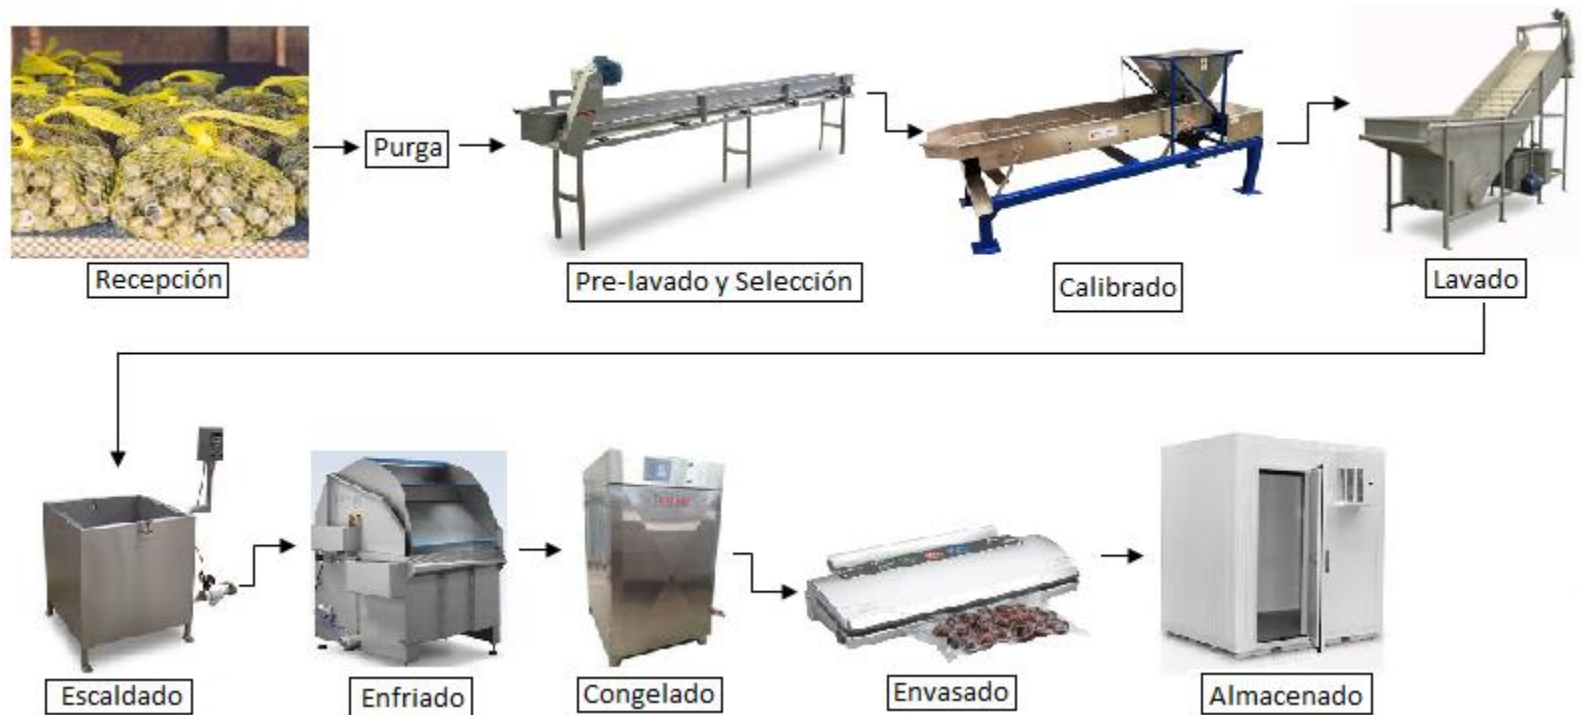 Recepción
Purga
Pre-lavado y Selección
Calibrado
Lavado
Escaldado
Enfriado
Congelado
Envasado
Almacenado